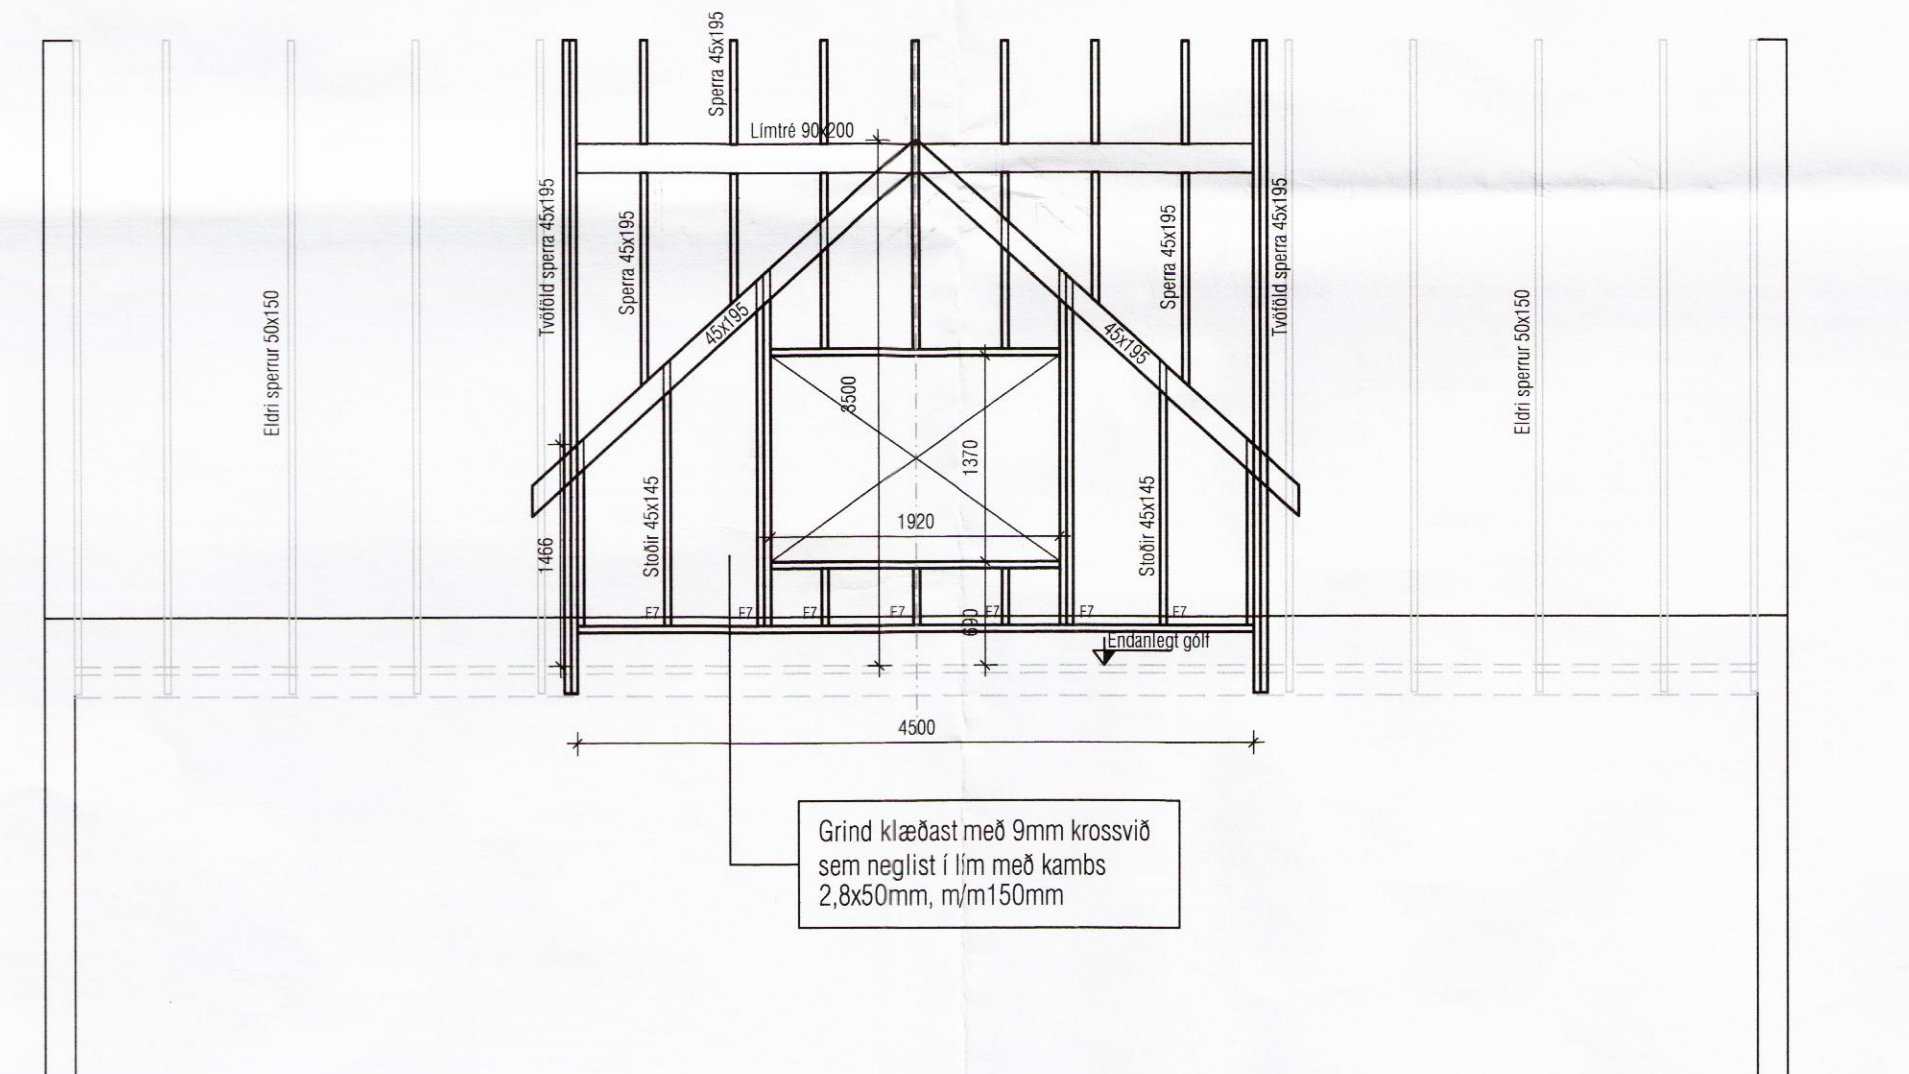 Sperra 45x195
Límtré 90x200
Tvöföld sperra 45x195
Sperra 45x195
Sperra 45x195
Tvöföld sperra 45x195
Eldri sperrur 50x150
45x195
45x195
Eldri sperrur 50x150
3500
1370
1920
1466
Stoðir 45x145
Stoðir 45x145
F7
F7
F7
F7
F7
F7
F7
690
Endanlegt gólf
4500
Grind klæðast með 9mm krossvið
sem neglist í lím með kambs
2,8x50mm, m/m150mm